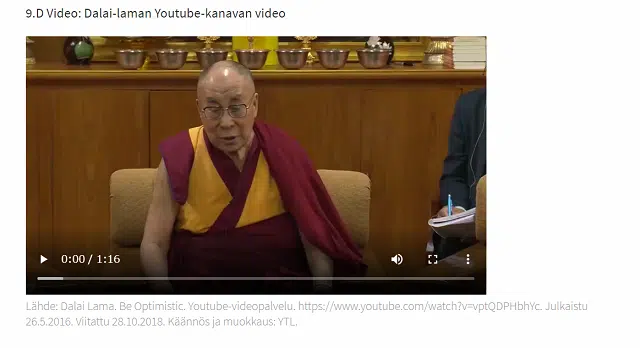 9.D Video: Dalai-laman Youtube-kanavan video
0:00 / 1:16
Lähde: Dalai Lama. Be Optimistic. Youtube-videopalvelu. https://www.youtube.com/watch?v=vptQDPHbhYc. Julkaistu
26.5.2016. Viitattu 28.10.2018. Käännös ja muokkaus: YTL.